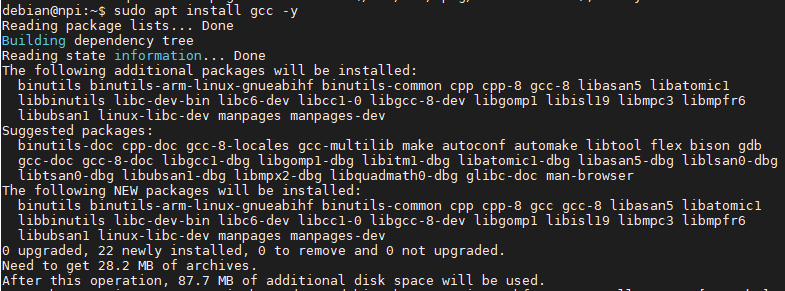 debian@npi:~$ sudo apt install gcc -y
Reading package lists... Done
Building dependency tree
Reading state information... Done
The following additional packages will be installed:
binutils binutils-arm-linux-gnueabihf binutils-common cpp cpp-8 gcc-8 libasan5 libatomic1
libbinutils libc-dev-bin libc6-dev libcc1-0 libgcc-8-dev libgomp1 libisl19 libmpc3 libmpfr6
libubsan1 linux-libc-dev manpages manpages-dev
Suggested packages:
binutils-doc cpp-doc gcc-8-locales gcc-multilib make autoconf automake libtool flex bison gdb
gcc-doc gcc-8-doc libgcc1-dbg libgomp1-dbg libitm1-dbg libatomic1-dbg libasan5-dbg liblsan0-dbg
libtsan0-dbg libubsan1-dbg libmpx2-dbg libquadmath0-dbg glibc-doc man-browser
The following NEW packages will be installed:
binutils binutils-arm-linux-gnueabihf binutils-common cpp cpp-8 gcc gcc-8 libasan5 libatomic1
libbinutils libc-dev-bin libc6-dev libcc1-0 libgcc-8-dev libgomp1 libisl19 libmpc3 libmpfr6
libubsan1 linux-libc-dev manpages manpages-dev
0 upgraded, 22 newly installed, 0 to remove and 0 not upgraded.
Need to get 28.2 MB of archives.
After this operation, 87.7 MB of additional disk space will be used.